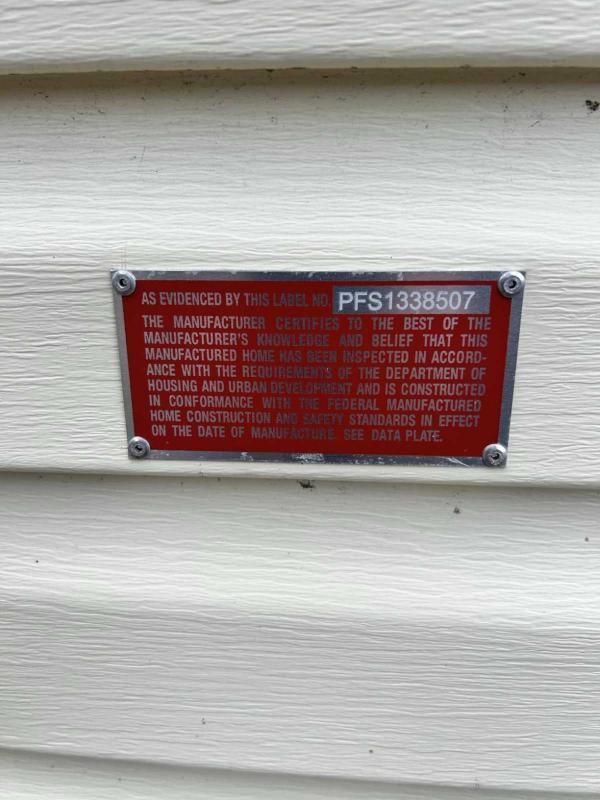 AS EVIDENCED BY THIS LABEL NO. PFS1338507
THE MANUFACTURER CERTIFIES TO THE BEST OF THE
MANUFACTURER'S KNOWLEDGE AND BELIEF THAT THIS
MANUFACTURED HOME HAS BEEN INSPECTED IN ACCORD-
ANCE WITH THE REQUIREMENTS OF THE DEPARTMENT OF
HOUSING AND URBAN DEVELOPMENT AND IS CONSTRUCTED
IN CONFORMANCE WITH THE FEDERAL MANUFACTURED
HOME CONSTRUCTION AND SAFETY STANDARDS IN EFFECT
ON THE DATE OF MANUFACTURE. SEE DATA PLATE.